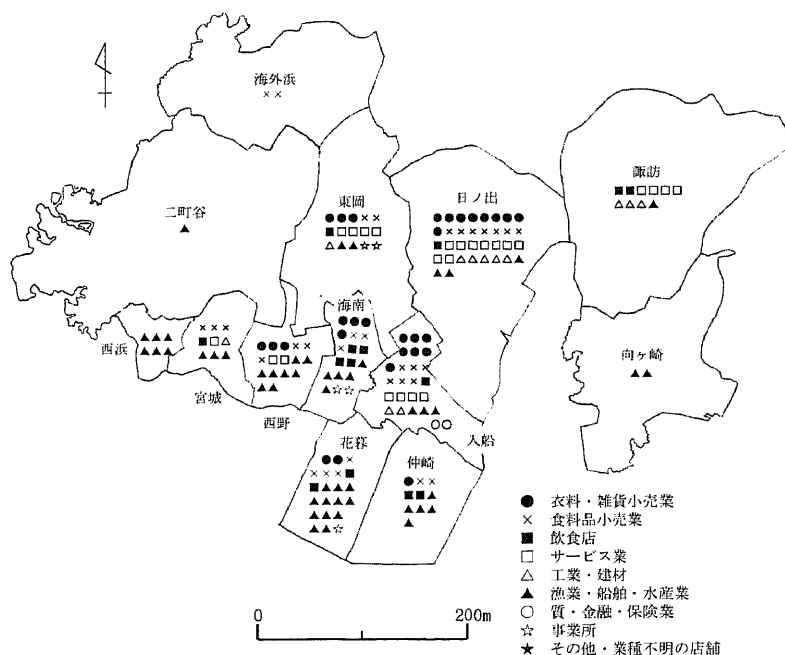 海外浜
諏訪
東岡
日ノ出
二町谷
海南
西浜
向ヶ崎
宮城
西野
入船
花暮
仲崎
● 衣料・雑貨小売業
× 食料品小売業
■ 飲食店
□ サービス業
△ 工業・建材
▲ 漁業・船舶・水産業
○ 質・金融・保険業
☆ 事業所
★ その他・業種不明の店舗
0 200m